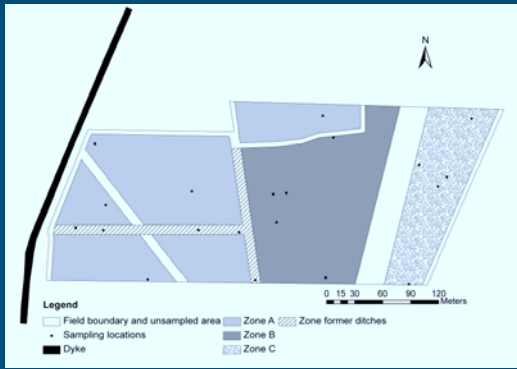 N
0 15 30 60 90 120
Meters
Legend
Field boundary and unsampled area
Zone A
Zone former ditches
Sampling locations
Zone B
Dyke
Zone C